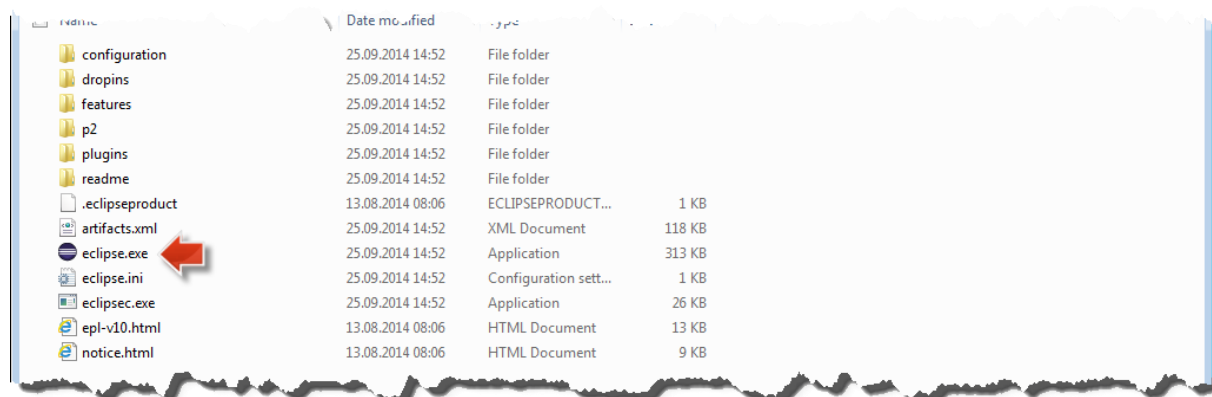 Name Date modified Type
configuration 25.09.2014 14:52 File folder
dropins 25.09.2014 14:52 File folder
features 25.09.2014 14:52 File folder
p2 25.09.2014 14:52 File folder
plugins 25.09.2014 14:52 File folder
readme 25.09.2014 14:52 File folder
.eclipseproduct 13.08.2014 08:06 ECLIPSEPRODUCT... 1 KB
artifacts.xml 25.09.2014 14:52 XML Document 118 KB
eclipse.exe 25.09.2014 14:52 Application 313 KB
eclipse.ini 25.09.2014 14:52 Configuration sett... 1 KB
eclipsec.exe 25.09.2014 14:52 Application 26 KB
epl-v10.html 13.08.2014 08:06 HTML Document 13 KB
notice.html 13.08.2014 08:06 HTML Document 9 KB